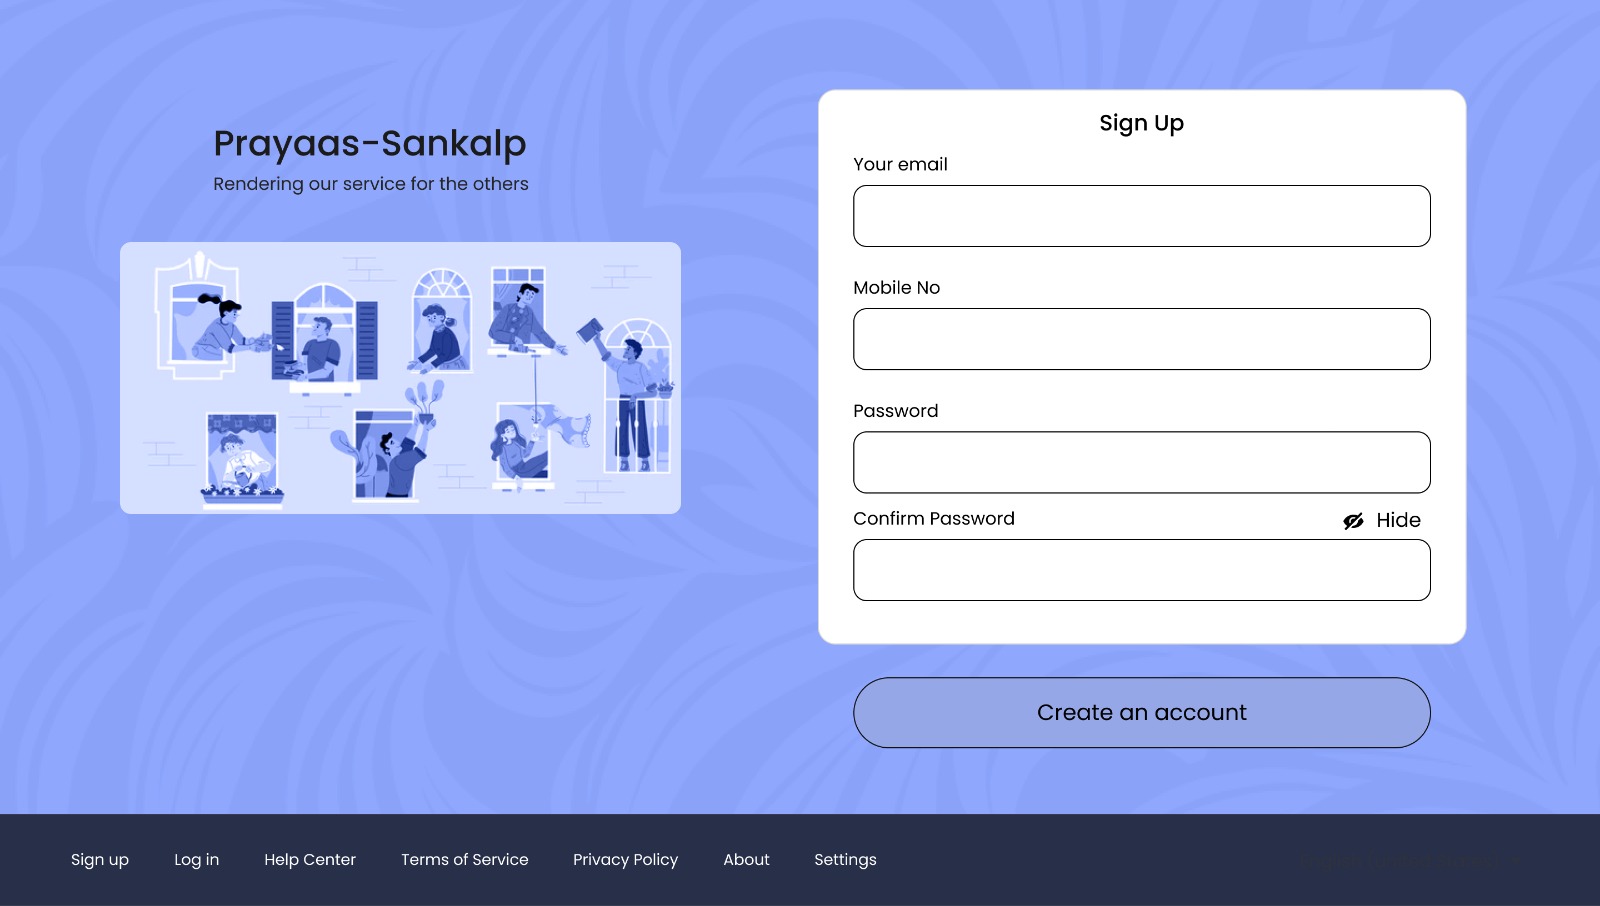 Prayaas-Sankalp
Rendering our service for the others
Sign Up
Your email
Mobile No
Password
Confirm Password
Hide
Create an account
Sign up
Log in
Help Center
Terms of Service
Privacy Policy
About
Settings